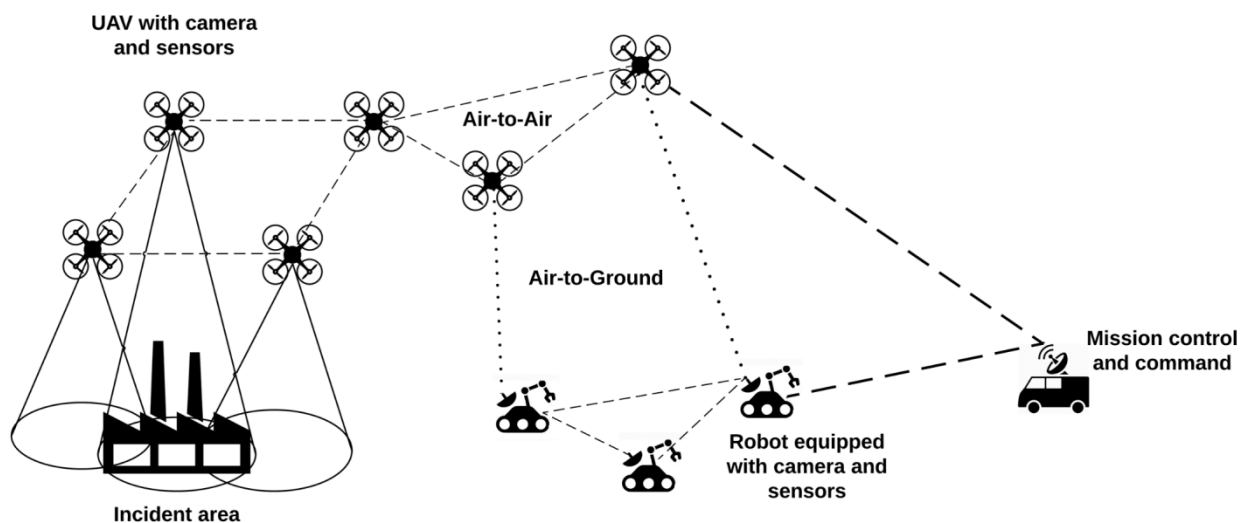 UAV with camera
and sensors
Air-to-Air
Air-to-Ground
Mission control
and command
Robot equipped
with camera and
sensors
Incident area